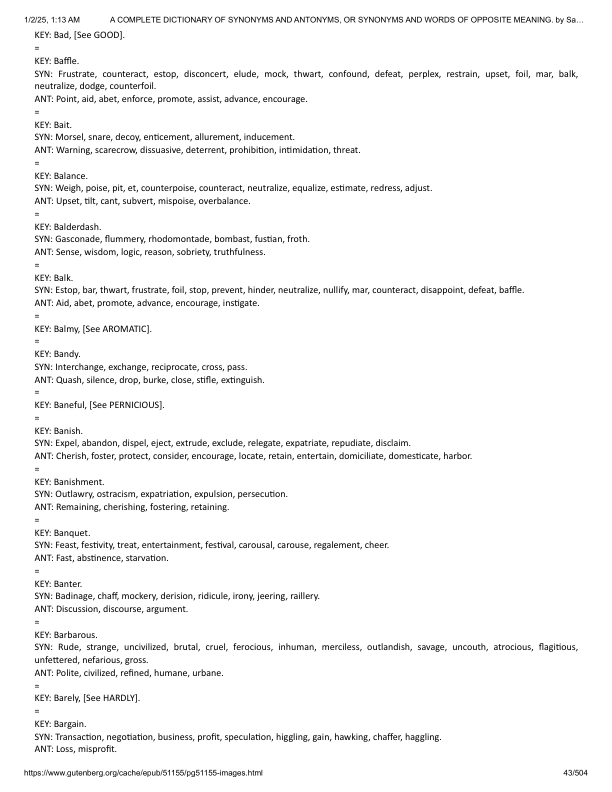 1/2/25, 1:13 AM A COMPLETE DICTIONARY OF SYNONYMS AND ANTONYMS, OR SYNONYMS AND WORDS OF OPPOSITE MEANING. by Sa…
KEY: Bad, [See GOOD].
=
KEY: Baffle.
SYN: Frustrate, counteract, estop, disconcert, elude, mock, thwart, confound, defeat, perplex, restrain, upset, foil, mar, balk,
neutralize, dodge, counterfoil.
ANT: Point, aid, abet, enforce, promote, assist, advance, encourage.
=
KEY: Bait.
SYN: Morsel, snare, decoy, enticement, allurement, inducement.
ANT: Warning, scarecrow, dissuasive, deterrent, prohibition, intimidation, threat.
=
KEY: Balance.
SYN: Weigh, poise, pit, et, counterpoise, counteract, neutralize, equalize, estimate, redress, adjust.
ANT: Upset, tilt, cant, subvert, mispoise, overbalance.
=
KEY: Balderdash.
SYN: Gasconade, flummery, rhodomontade, bombast, fustian, froth.
ANT: Sense, wisdom, logic, reason, sobriety, truthfulness.
=
KEY: Balk.
SYN: Estop, bar, thwart, frustrate, foil, stop, prevent, hinder, neutralize, nullify, mar, counteract, disappoint, defeat, baffle.
ANT: Aid, abet, promote, advance, encourage, instigate.
=
KEY: Balmy, [See AROMATIC].
=
KEY: Bandy.
SYN: Interchange, exchange, reciprocate, cross, pass.
ANT: Quash, silence, drop, burke, close, stifle, extinguish.
=
KEY: Baneful, [See PERNICIOUS].
=
KEY: Banish.
SYN: Expel, abandon, dispel, eject, extrude, exclude, relegate, expatriate, repudiate, disclaim.
ANT: Cherish, foster, protect, consider, encourage, locate, retain, entertain, domiciliate, domesticate, harbor.
=
KEY: Banishment.
SYN: Outlawry, ostracism, expatriation, expulsion, persecution.
ANT: Remaining, cherishing, fostering, retaining.
=
KEY: Banquet.
SYN: Feast, festivity, treat, entertainment, festival, carousal, carouse, regalement, cheer.
ANT: Fast, abstinence, starvation.
=
KEY: Banter.
SYN: Badinage, chaff, mockery, derision, ridicule, irony, jeering, raillery.
ANT: Discussion, discourse, argument.
=
KEY: Barbarous.
SYN: Rude, strange, uncivilized, brutal, cruel, ferocious, inhuman, merciless, outlandish, savage, uncouth, atrocious, flagitious,
unfettered, nefarious, gross.
ANT: Polite, civilized, refined, humane, urbane.
=
KEY: Barely, [See HARDLY].
=
KEY: Bargain.
SYN: Transaction, negotiation, business, profit, speculation, higgling, gain, hawking, chaffer, haggling.
ANT: Loss, misprofit.
https://www.gutenberg.org/cache/epub/51155/pg51155-images.html 43/504